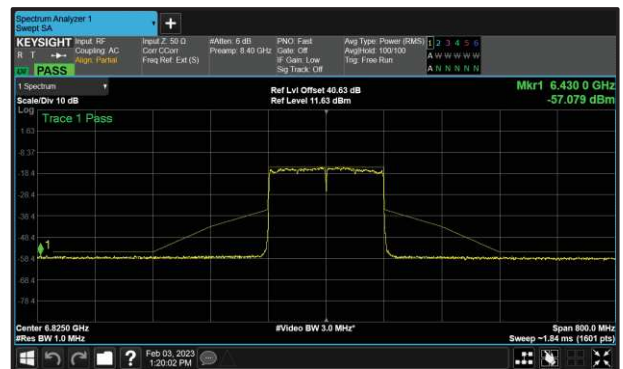 Spectrum Analyzer 1
Swept SA
+
KEYSIGHT
R T
PASS
Input: RF
Coupling: AC
Align: Partial
Input Z: 50 Ω
Corr CCorr
Freq Ref: Ext (S)
#Atten: 6 dB
Preamp: 8.40 GHz
PNO: Fast
Gate: Off
IF Gain: Low
Sig Track: Off
Avg Type: Power (RMS)
Avg|Hold: 100/100
Trig: Free Run
1 2 3 4 5 6
A W W W W W
A N N N N N
1 Spectrum
Scale/Div 10 dB
Ref Lvl Offset 40.63 dB
Ref Level 11.63 dBm
Mkr1 6.430 0 GHz
-57.079 dBm
Log
Trace 1 Pass
1.63
-8.37
-18.4
-28.4
-38.4
-48.4
-58.4
-68.4
-78.4
1
Center 6.8250 GHz
#Res BW 1.0 MHz
#Video BW 3.0 MHz*
Span 800.0 MHz
Sweep ~1.84 ms (1601 pts)
?
Feb 03, 2023
1:20:02 PM